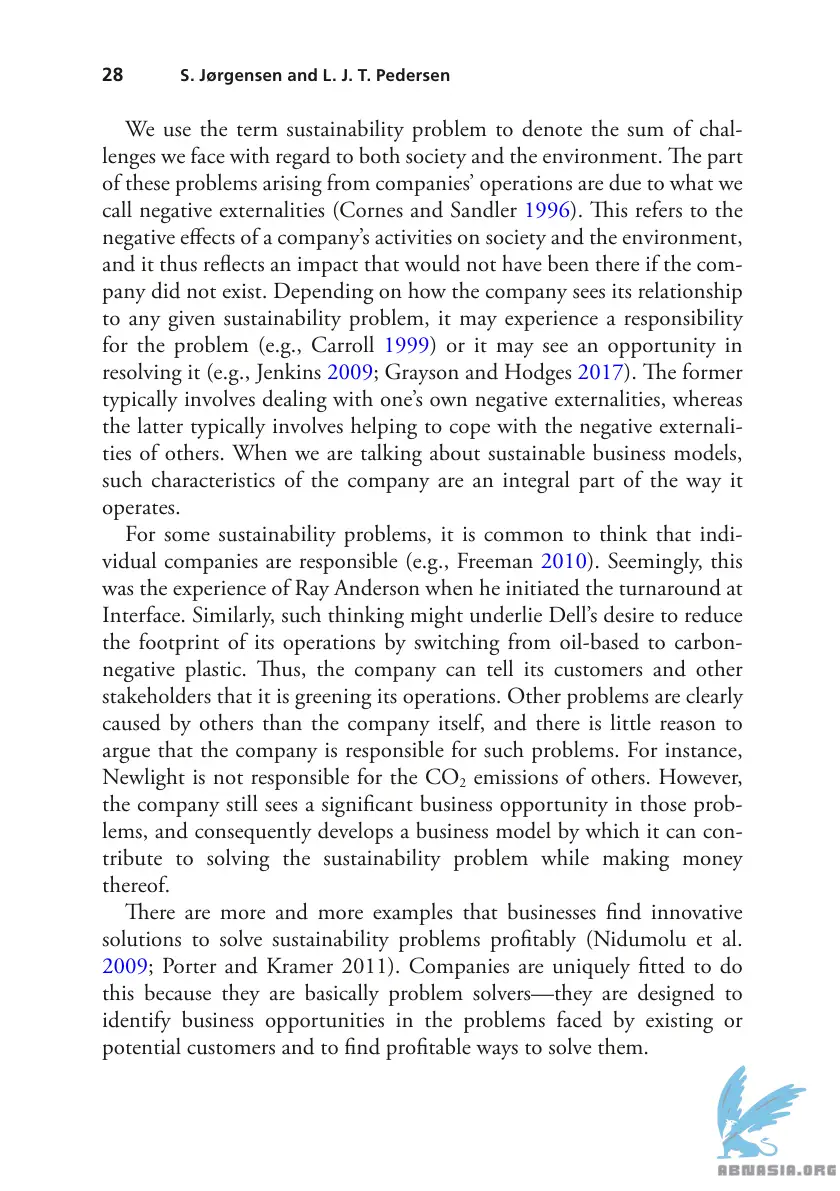 28 S. Jørgensen and L. J. T. Pedersen
We use the term sustainability problem to denote the sum of chal-
lenges we face with regard to both society and the environment. The part
of these problems arising from companies’ operations are due to what we
call negative externalities (Cornes and Sandler 1996). This refers to the
negative effects of a company’s activities on society and the environment,
and it thus reflects an impact that would not have been there if the com-
pany did not exist. Depending on how the company sees its relationship
to any given sustainability problem, it may experience a responsibility
for the problem (e.g., Carroll 1999) or it may see an opportunity in
resolving it (e.g., Jenkins 2009; Grayson and Hodges 2017). The former
typically involves dealing with one’s own negative externalities, whereas
the latter typically involves helping to cope with the negative externali-
ties of others. When we are talking about sustainable business models,
such characteristics of the company are an integral part of the way it
operates.
For some sustainability problems, it is common to think that indi-
vidual companies are responsible (e.g., Freeman 2010). Seemingly, this
was the experience of Ray Anderson when he initiated the turnaround at
Interface. Similarly, such thinking might underlie Dell’s desire to reduce
the footprint of its operations by switching from oil-based to carbon-
negative plastic. Thus, the company can tell its customers and other
stakeholders that it is greening its operations. Other problems are clearly
caused by others than the company itself, and there is little reason to
argue that the company is responsible for such problems. For instance,
Newlight is not responsible for the CO₂ emissions of others. However,
the company still sees a significant business opportunity in those prob-
lems, and consequently develops a business model by which it can con-
tribute to solving the sustainability problem while making money
thereof.
There are more and more examples that businesses find innovative
solutions to solve sustainability problems profitably (Nidumolu et al.
2009; Porter and Kramer 2011). Companies are uniquely fitted to do
this because they are basically problem solvers—they are designed to
identify business opportunities in the problems faced by existing or
potential customers and to find profitable ways to solve them.
ABNASIA.ORG